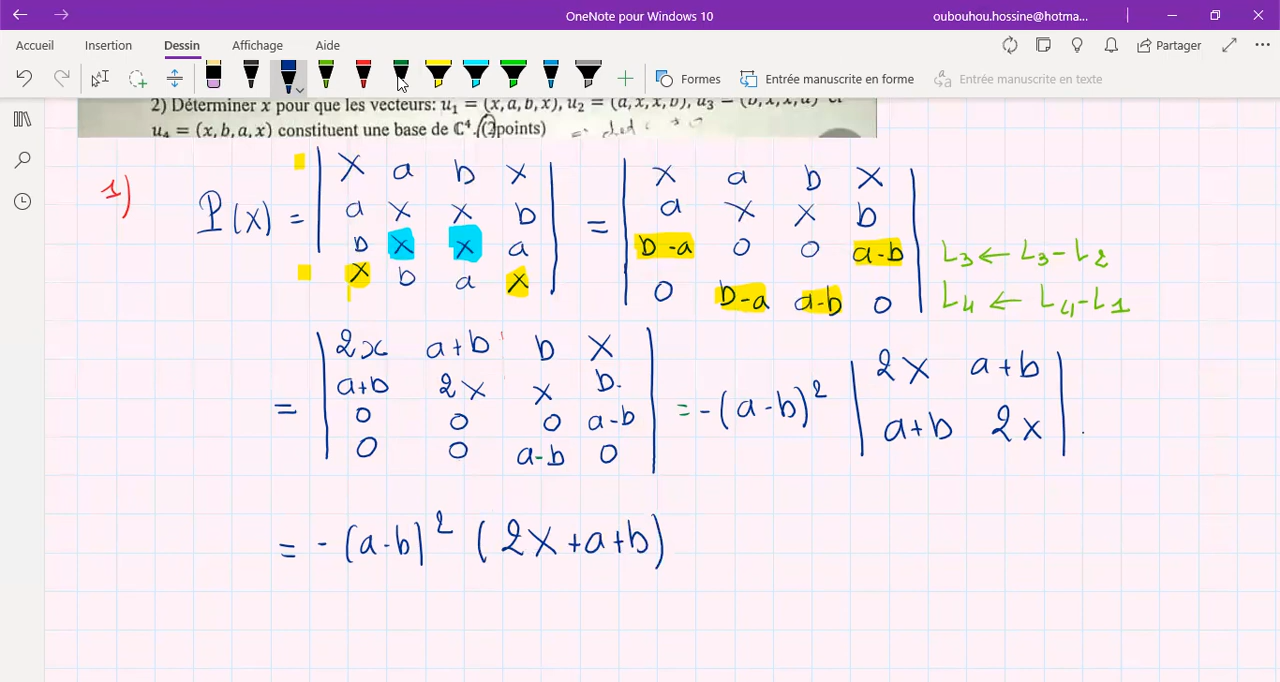 OneNote pour Windows 10
oubouhou.hossine@hotma...
Accueil Insertion Dessin Affichage Aide Partager
Formes Entrée manuscrite en forme Entrée manuscrite en texte
2) Déterminer x pour que les vecteurs: u₁ = (x, a, b, x), u₂ = (a, x, x, b), u₃ = (b, x, x, a) et
u₄ = (x, b, a, x) constituent une base de ℂ⁴. (2points)
1)
P(x) = | x a b x | = | x a b x |
| a x x b | | a x x b |
| b x x a | | b-a 0 0 a-b | L3 ← L3-L2
| x b a x | | 0 b-a a-b 0 | L4 ← L4-L1
= | 2x a+b b x | = -(a-b)² | 2x a+b |
| a+b 2x x b | | a+b 2x |
| 0 0 0 a-b |
| 0 0 a-b 0 |
= -(a-b)² (2x+a+b)